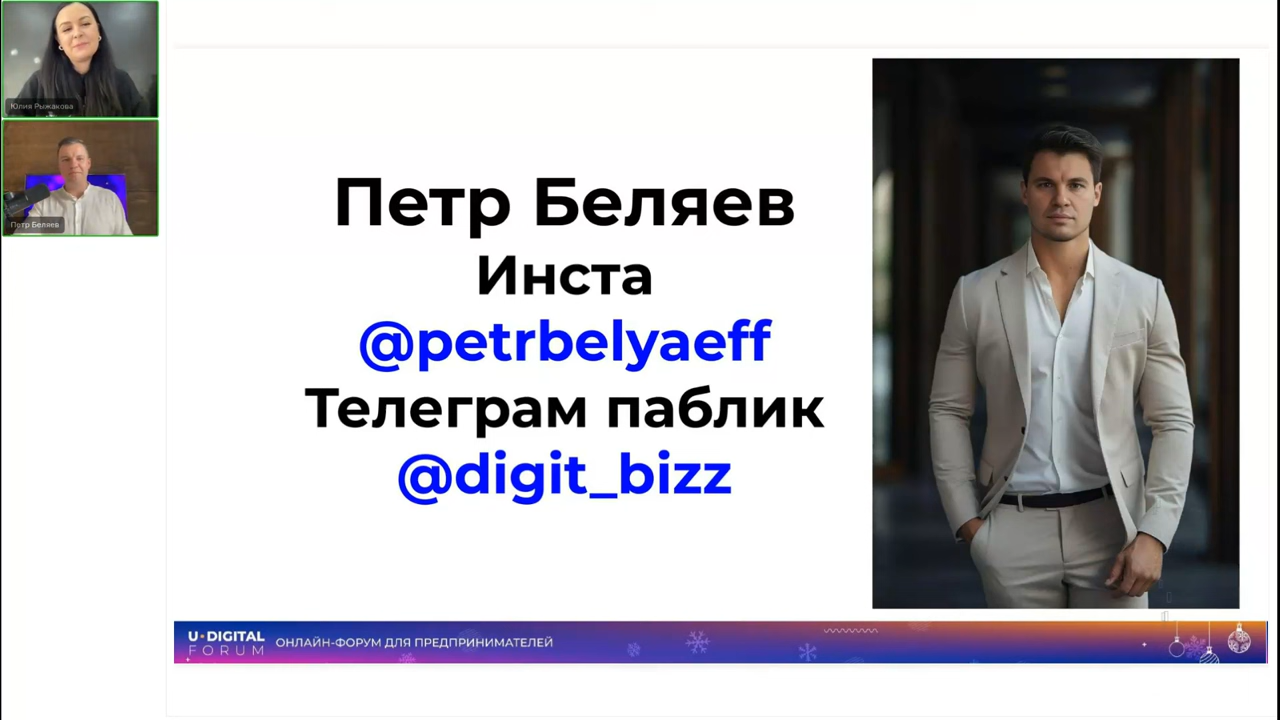 Юлия Рыжакова
Петр Беляев
Петр Беляев
Инста
@petrbelyaeff
Телеграм паблик
@digit_bizz
U·DIGITAL
FORUM
ОНЛАЙН-ФОРУМ ДЛЯ ПРЕДПРИНИМАТЕЛЕЙ